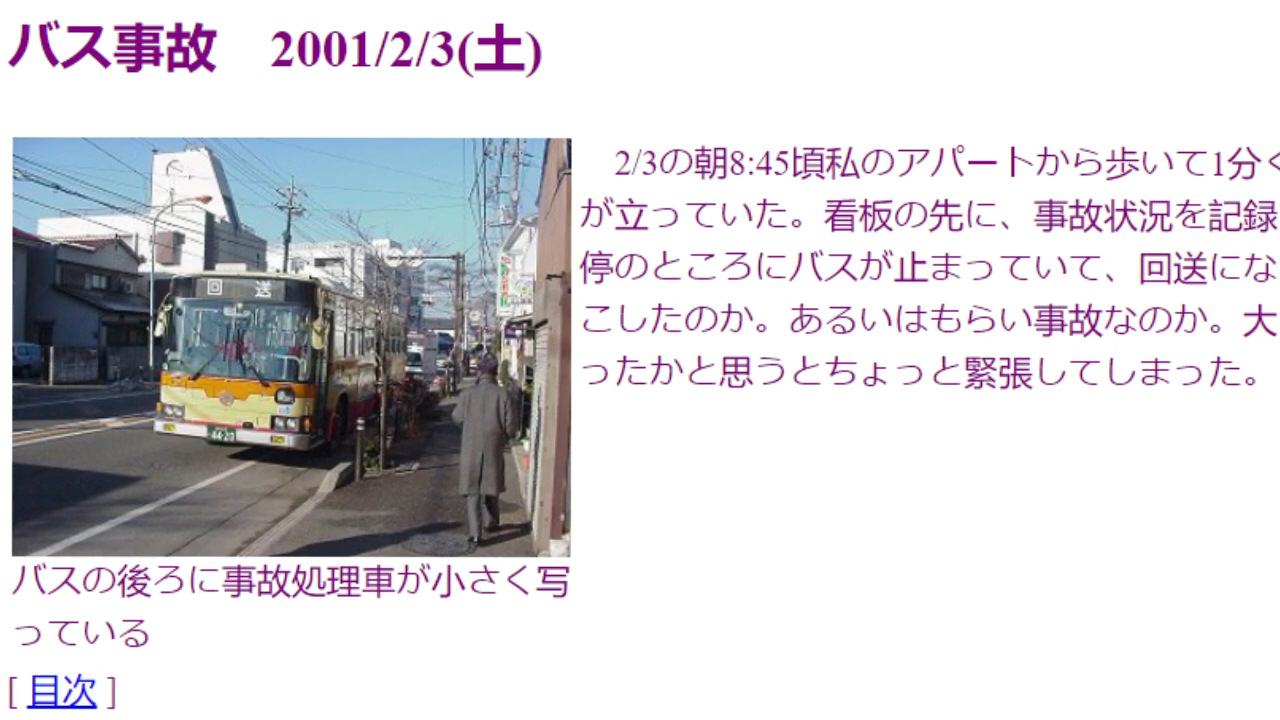 バス事故　2001/2/3(土)
回 送
2/3の朝8:45頃私のアパートから歩いて1分く
が立っていた。看板の先に、事故状況を記録
停のところにバスが止まっていて、回送にな
こしたのか。あるいはもらい事故なのか。大
ったかと思うとちょっと緊張してしまった。
バスの後ろに事故処理車が小さく写
っている
[ 目次 ]